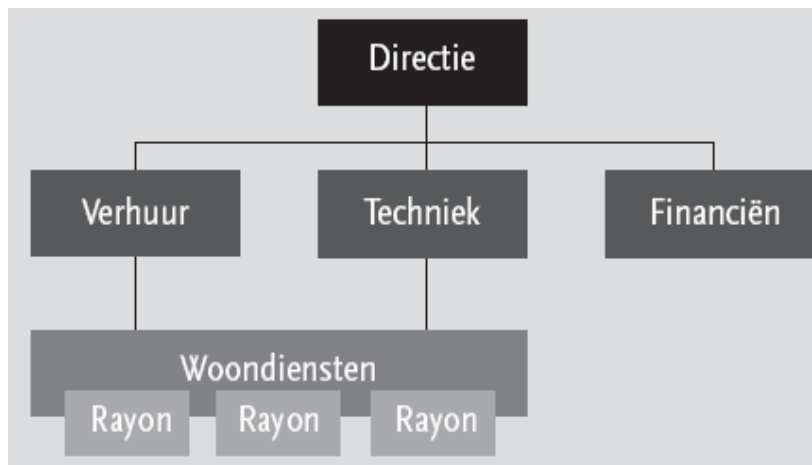 Directie
Verhuur
Techniek
Financiën
Woondiensten
Rayon
Rayon
Rayon